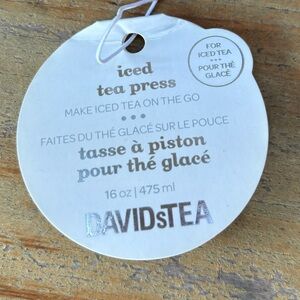 FOR
ICED TEA
•••
POUR THÉ
GLACÉ
iced
tea press
MAKE ICED TEA ON THE GO
•••
FAITES DU THÉ GLACÉ SUR LE POUCE
tasse à piston
pour thé glacé
16 oz | 475 ml
DAVIDsTEA